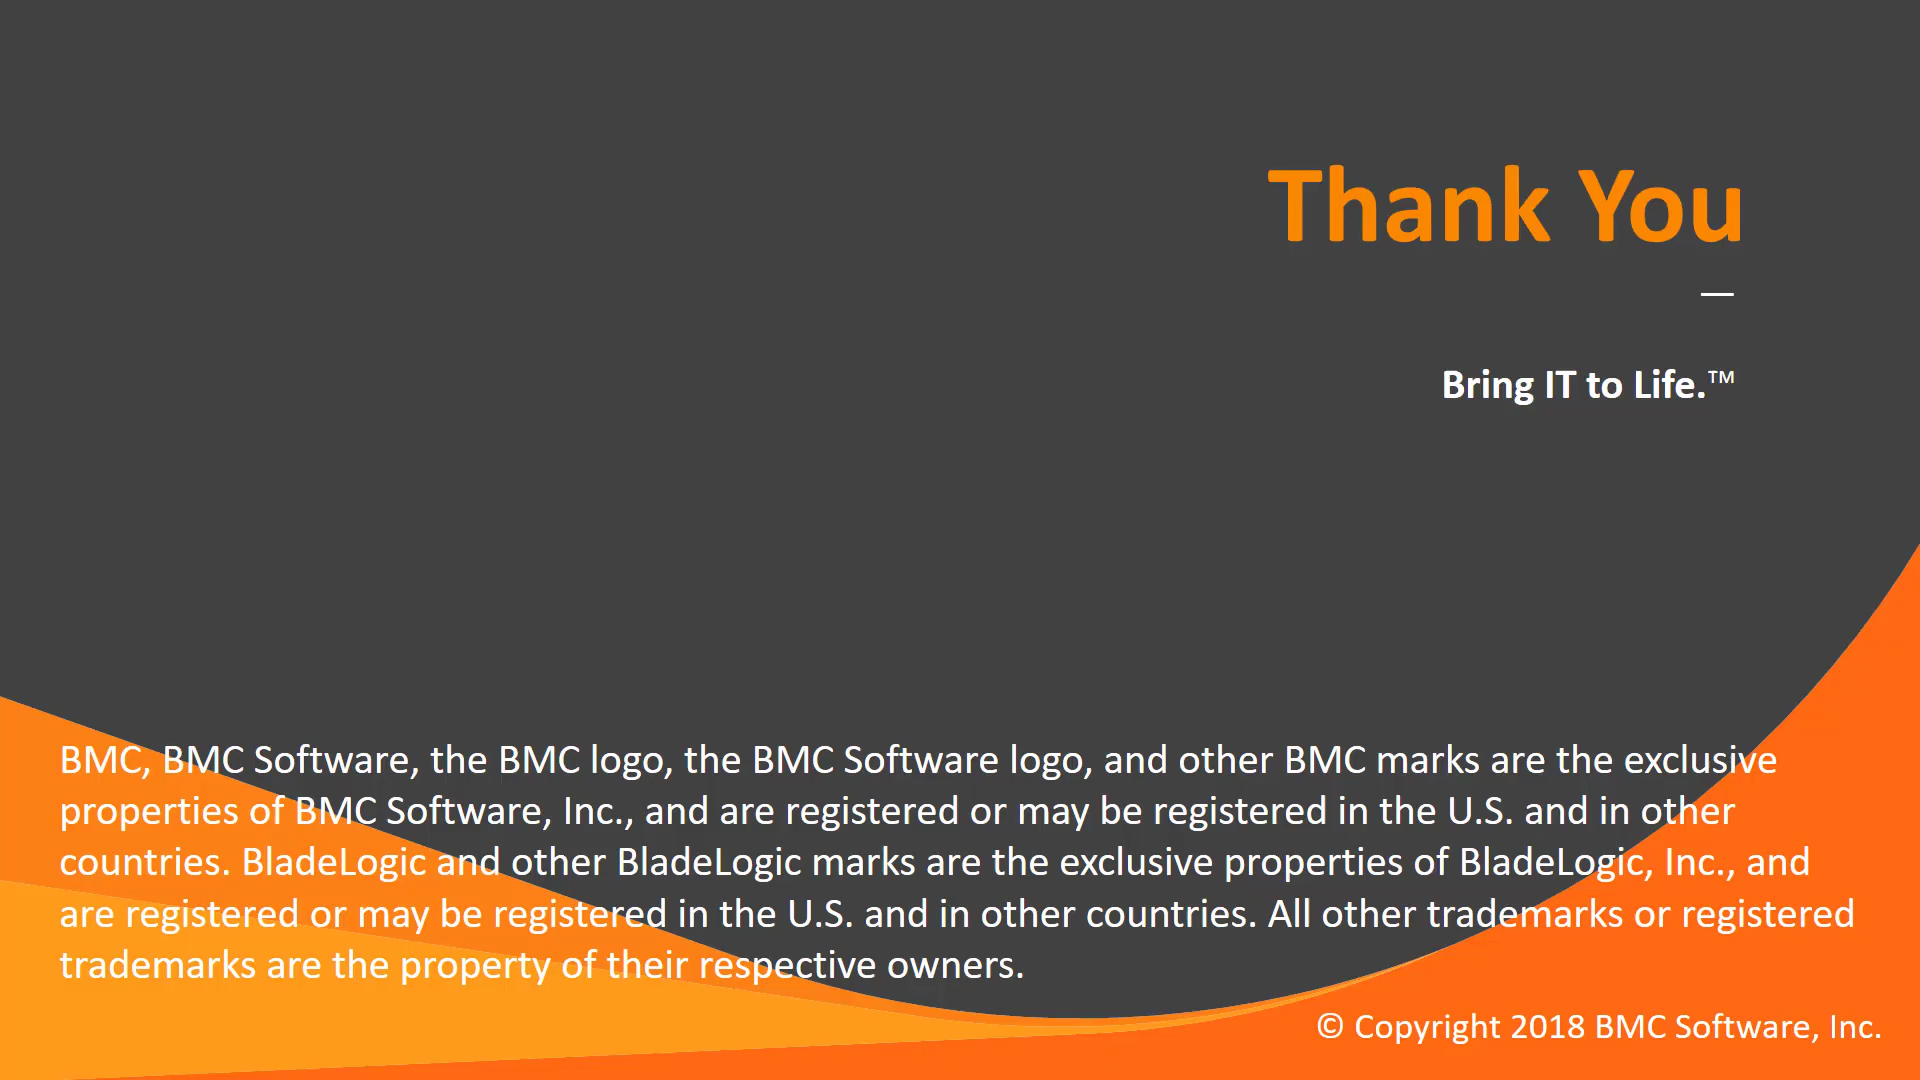 Thank You
Bring IT to Life.™
BMC, BMC Software, the BMC logo, the BMC Software logo, and other BMC marks are the exclusive
properties of BMC Software, Inc., and are registered or may be registered in the U.S. and in other
countries. BladeLogic and other BladeLogic marks are the exclusive properties of BladeLogic, Inc., and
are registered or may be registered in the U.S. and in other countries. All other trademarks or registered
trademarks are the property of their respective owners.
© Copyright 2018 BMC Software, Inc.